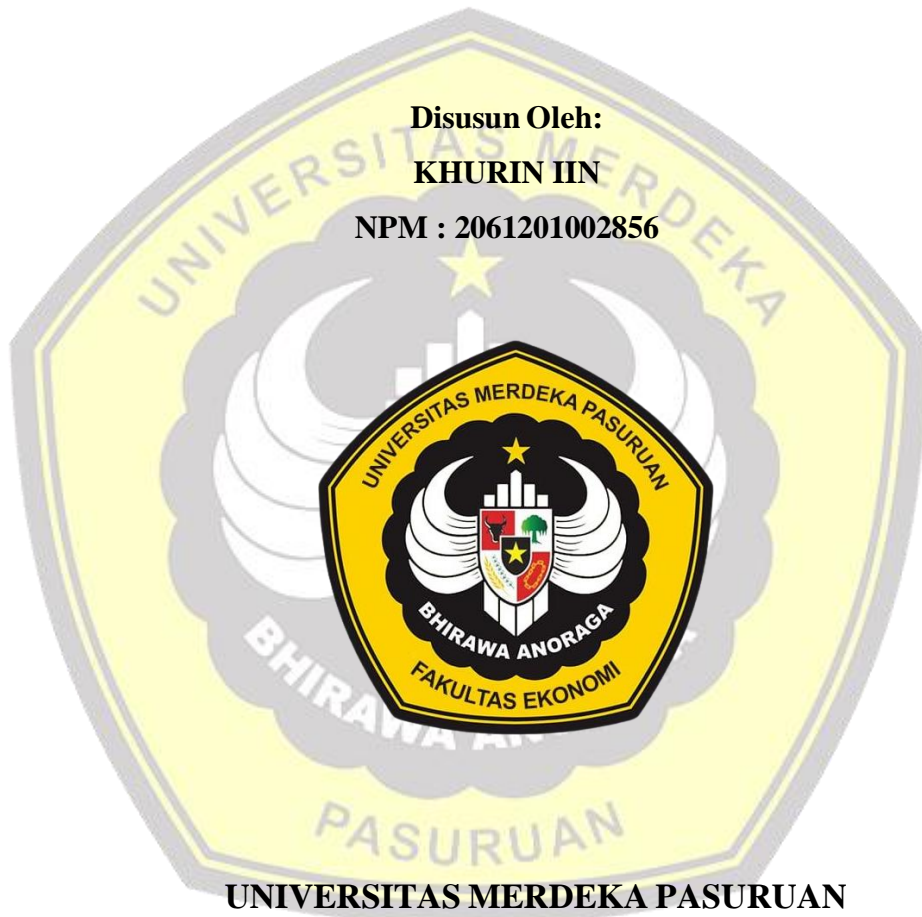 Disusun Oleh:
KHURIN IIN
NPM : 2061201002856
UNIVERSITAS MERDEKA
UNIVERSITAS MERDEKA PASURUAN
BHIRAWA ANORAGA
FAKULTAS EKONOMI
BHIRAWA AN
PASURUAN
UNIVERSITAS MERDEKA PASURUAN